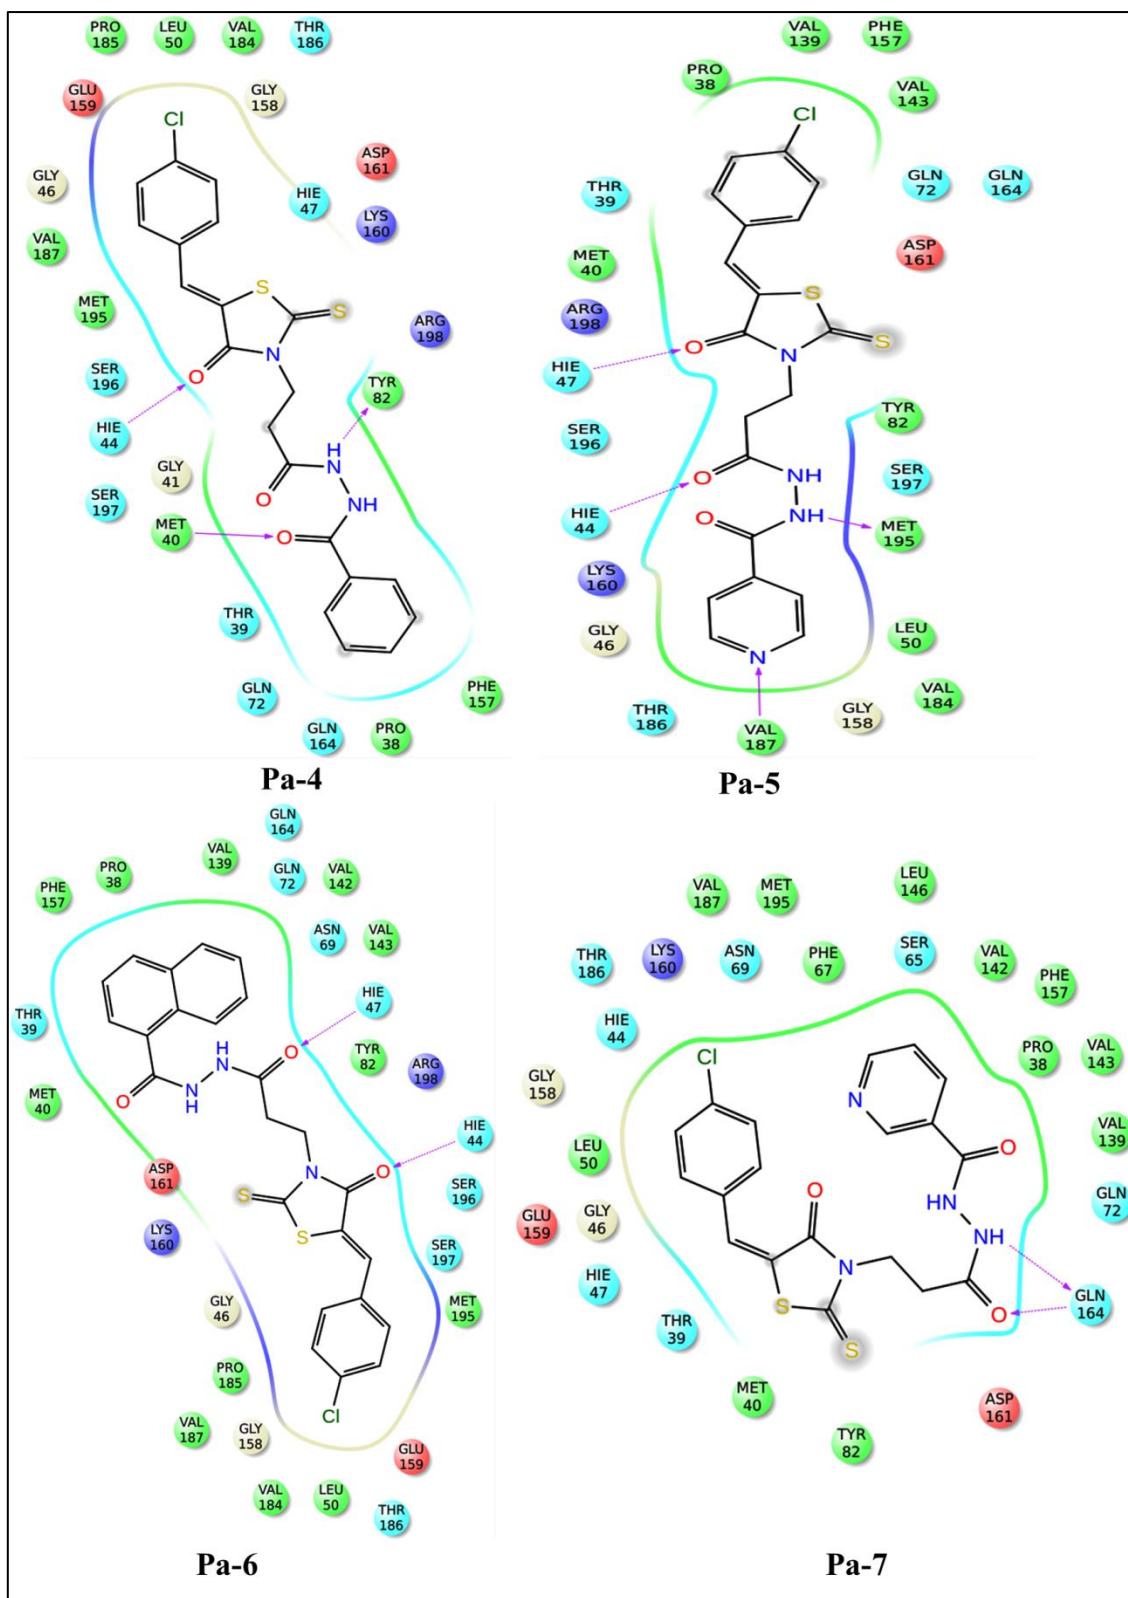 PRO 185
LEU 50
VAL 184
THR 186
GLU 159
GLY 158
Cl
ASP 161
GLY 46
HIE 47
LYS 160
VAL 187
MET 195
S
S
ARG 198
O
N
SER 196
TYR 82
HIE 44
H
N
GLY 41
O
NH
SER 197
MET 40
O
THR 39
GLN 72
PHE 157
GLN 164
PRO 38
Pa-4
VAL 139
PHE 157
PRO 38
VAL 143
Cl
THR 39
GLN 72
GLN 164
MET 40
ASP 161
ARG 198
S
O
N
S
HIE 47
TYR 82
SER 196
O
NH
SER 197
HIE 44
O
NH
MET 195
LYS 160
GLY 46
LEU 50
N
VAL 184
THR 186
GLY 158
VAL 187
Pa-5
GLN 164
VAL 139
PRO 38
GLN 72
VAL 142
PHE 157
ASN 69
VAL 143
HIE 47
THR 39
H
N
O
TYR 82
ARG 198
O
N
H
MET 40
HIE 44
ASP 161
N
O
S
SER 196
LYS 160
S
SER 197
GLY 46
MET 195
PRO 185
Cl
VAL 187
GLY 158
GLU 159
VAL 184
LEU 50
THR 186
Pa-6
LEU 146
VAL 187
MET 195
THR 186
LYS 160
ASN 69
PHE 67
SER 65
VAL 142
PHE 157
HIE 44
Cl
PRO 38
VAL 143
GLY 158
N
VAL 139
LEU 50
O
O
GLN 72
GLU 159
GLY 46
HN
NH
HIE 47
N
S
O
GLN 164
THR 39
S
MET 40
ASP 161
TYR 82
Pa-7